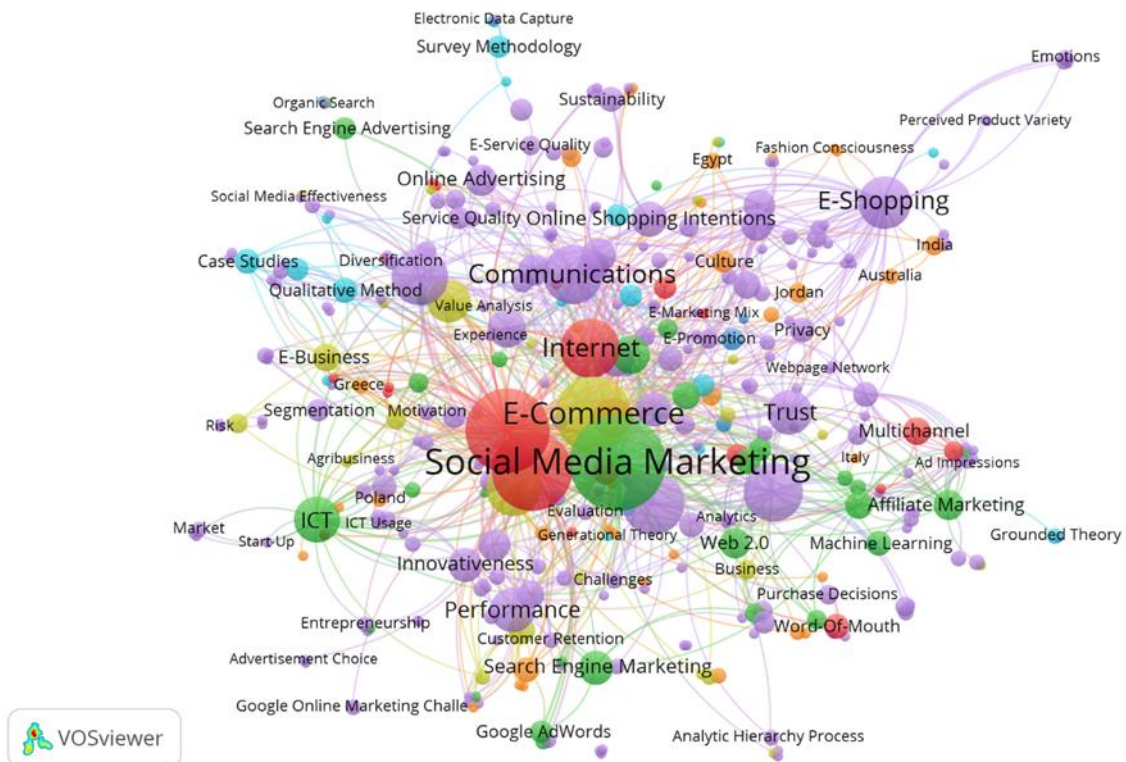 Electronic Data Capture
Survey Methodology
Emotions
Organic Search
Sustainability
Search Engine Advertising
Perceived Product Variety
E-Service Quality
Egypt
Fashion Consciousness
Online Advertising
Social Media Effectiveness
E-Shopping
Service Quality
Online Shopping Intentions
India
Case Studies
Diversification
Communications
Culture
Australia
Qualitative Method
Jordan
Value Analysis
E-Marketing Mix
Experience
E-Promotion
Privacy
Internet
E-Business
Webpage Network
Greece
Segmentation
Motivation
E-Commerce
Trust
Risk
Multichannel
Agribusiness
Social Media Marketing
Italy
Ad Impressions
Poland
Affiliate Marketing
Evaluation
ICT
ICT Usage
Analytics
Market
Start-Up
Generational Theory
Web 2.0
Machine Learning
Grounded Theory
Innovativeness
Business
Challenges
Purchase Decisions
Performance
Entrepreneurship
Word-Of-Mouth
Customer Retention
Advertisement Choice
Search Engine Marketing
Google Online Marketing Challe
Google AdWords
Analytic Hierarchy Process
VOSviewer